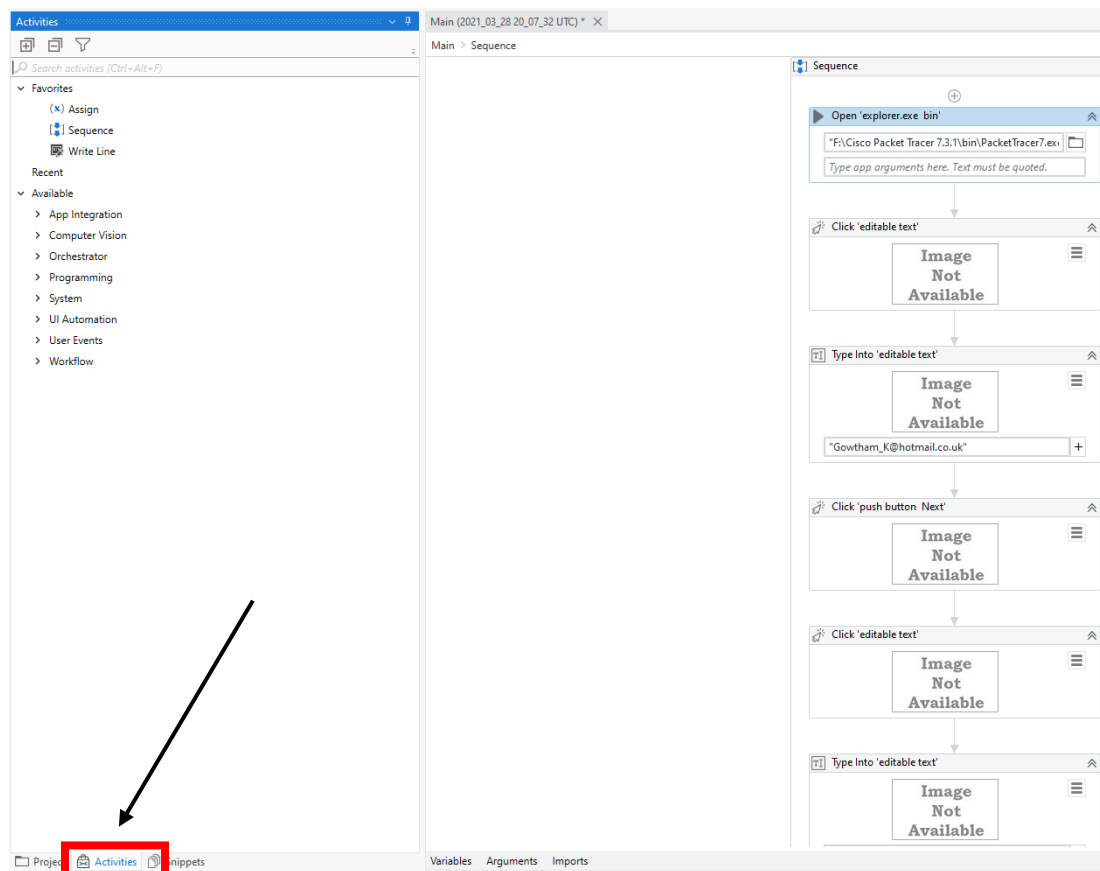 Activities
Search activities (Ctrl+Alt+F)
Favorites
(x) Assign
Sequence
Write Line
Recent
Available
App Integration
Computer Vision
Orchestrator
Programming
System
UI Automation
User Events
Workflow
Project Activities Snippets
Main (2021_03_28 20_07_32 UTC) *
Main > Sequence
Sequence
Open 'explorer.exe bin'
"F:\Cisco Packet Tracer 7.3.1\bin\PacketTracer7.exe
Type app arguments here. Text must be quoted.
Click 'editable text'
Image
Not
Available
Type Into 'editable text'
Image
Not
Available
"Gowtham_K@hotmail.co.uk"
Click 'push button Next'
Image
Not
Available
Click 'editable text'
Image
Not
Available
Type Into 'editable text'
Image
Not
Available
Variables Arguments Imports